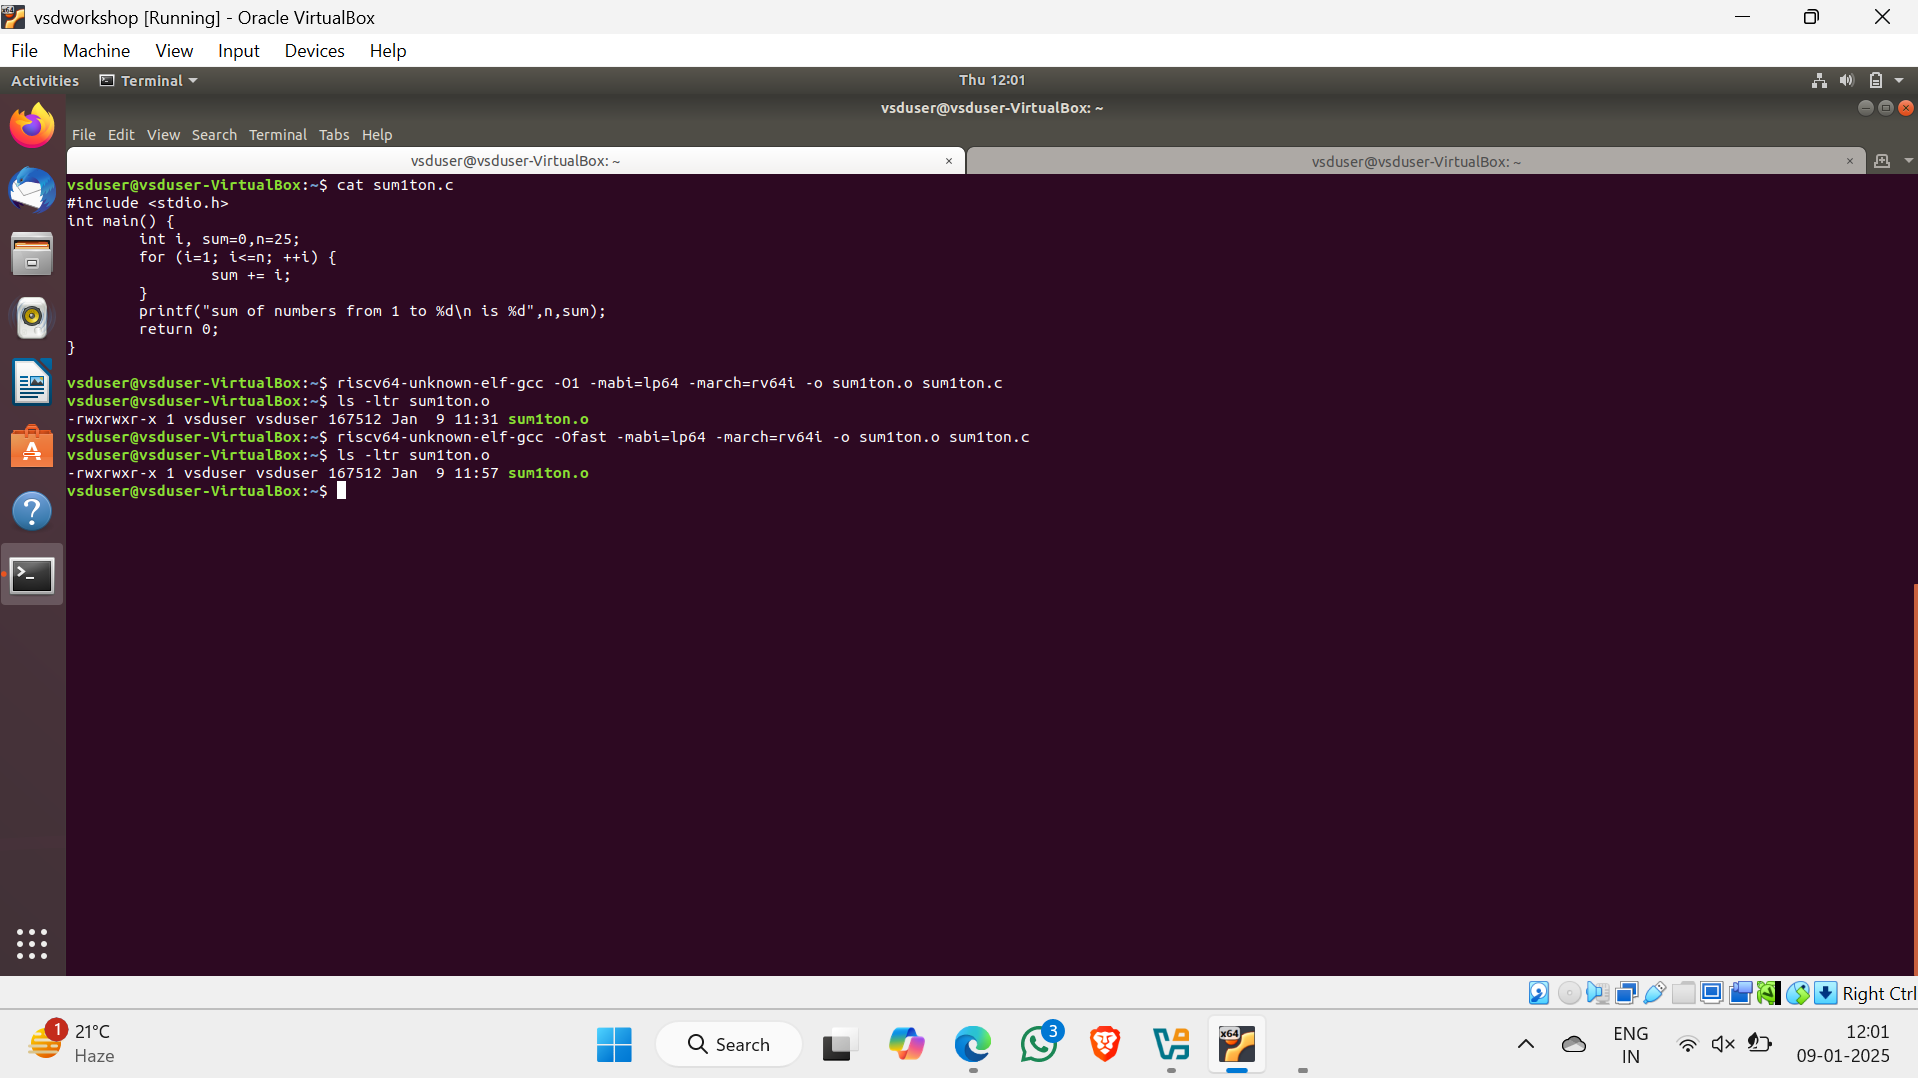 vsdworkshop [Running] - Oracle VirtualBox
File Machine View Input Devices Help
Activities Terminal Thu 12:01
vsduser@vsduser-VirtualBox: ~
File Edit View Search Terminal Tabs Help
vsduser@vsduser-VirtualBox: ~ × vsduser@vsduser-VirtualBox: ~ ×
vsduser@vsduser-VirtualBox:~$ cat sum1ton.c
#include <stdio.h>
int main() {
        int i, sum=0,n=25;
        for (i=1; i<=n; ++i) {
                sum += i;
        }
        printf("sum of numbers from 1 to %d\n is %d",n,sum);
        return 0;
}
vsduser@vsduser-VirtualBox:~$ riscv64-unknown-elf-gcc -O1 -mabi=lp64 -march=rv64i -o sum1ton.o sum1ton.c
vsduser@vsduser-VirtualBox:~$ ls -ltr sum1ton.o
-rwxrwxr-x 1 vsduser vsduser 167512 Jan  9 11:31 sum1ton.o
vsduser@vsduser-VirtualBox:~$ riscv64-unknown-elf-gcc -Ofast -mabi=lp64 -march=rv64i -o sum1ton.o sum1ton.c
vsduser@vsduser-VirtualBox:~$ ls -ltr sum1ton.o
-rwxrwxr-x 1 vsduser vsduser 167512 Jan  9 11:57 sum1ton.o
vsduser@vsduser-VirtualBox:~$
Right Ctrl
1 21°C
Haze
Search
3
x64
ENG
IN
12:01
09-01-2025